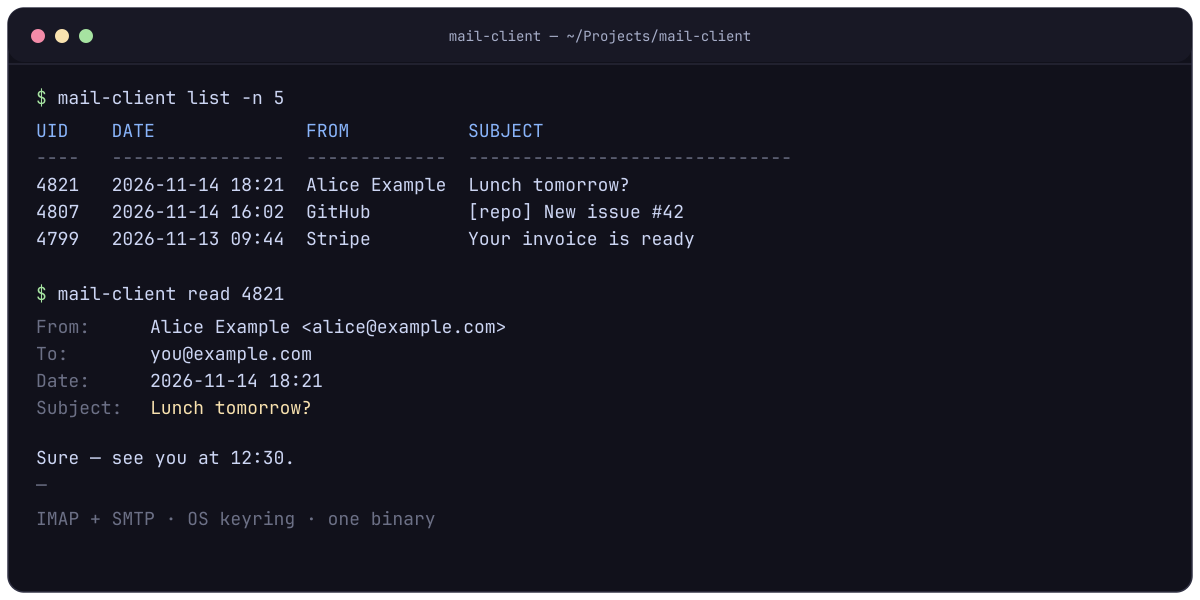 mail-client — ~/Projects/mail-client
$ mail-client list -n 5
UID DATE FROM SUBJECT
---- ---------------- ------------- ------------------------------
4821 2026-11-14 18:21 Alice Example Lunch tomorrow?
4807 2026-11-14 16:02 GitHub [repo] New issue #42
4799 2026-11-13 09:44 Stripe Your invoice is ready
$ mail-client read 4821
From: Alice Example <alice@example.com>
To: you@example.com
Date: 2026-11-14 18:21
Subject: Lunch tomorrow?
Sure — see you at 12:30.
—
IMAP + SMTP · OS keyring · one binary